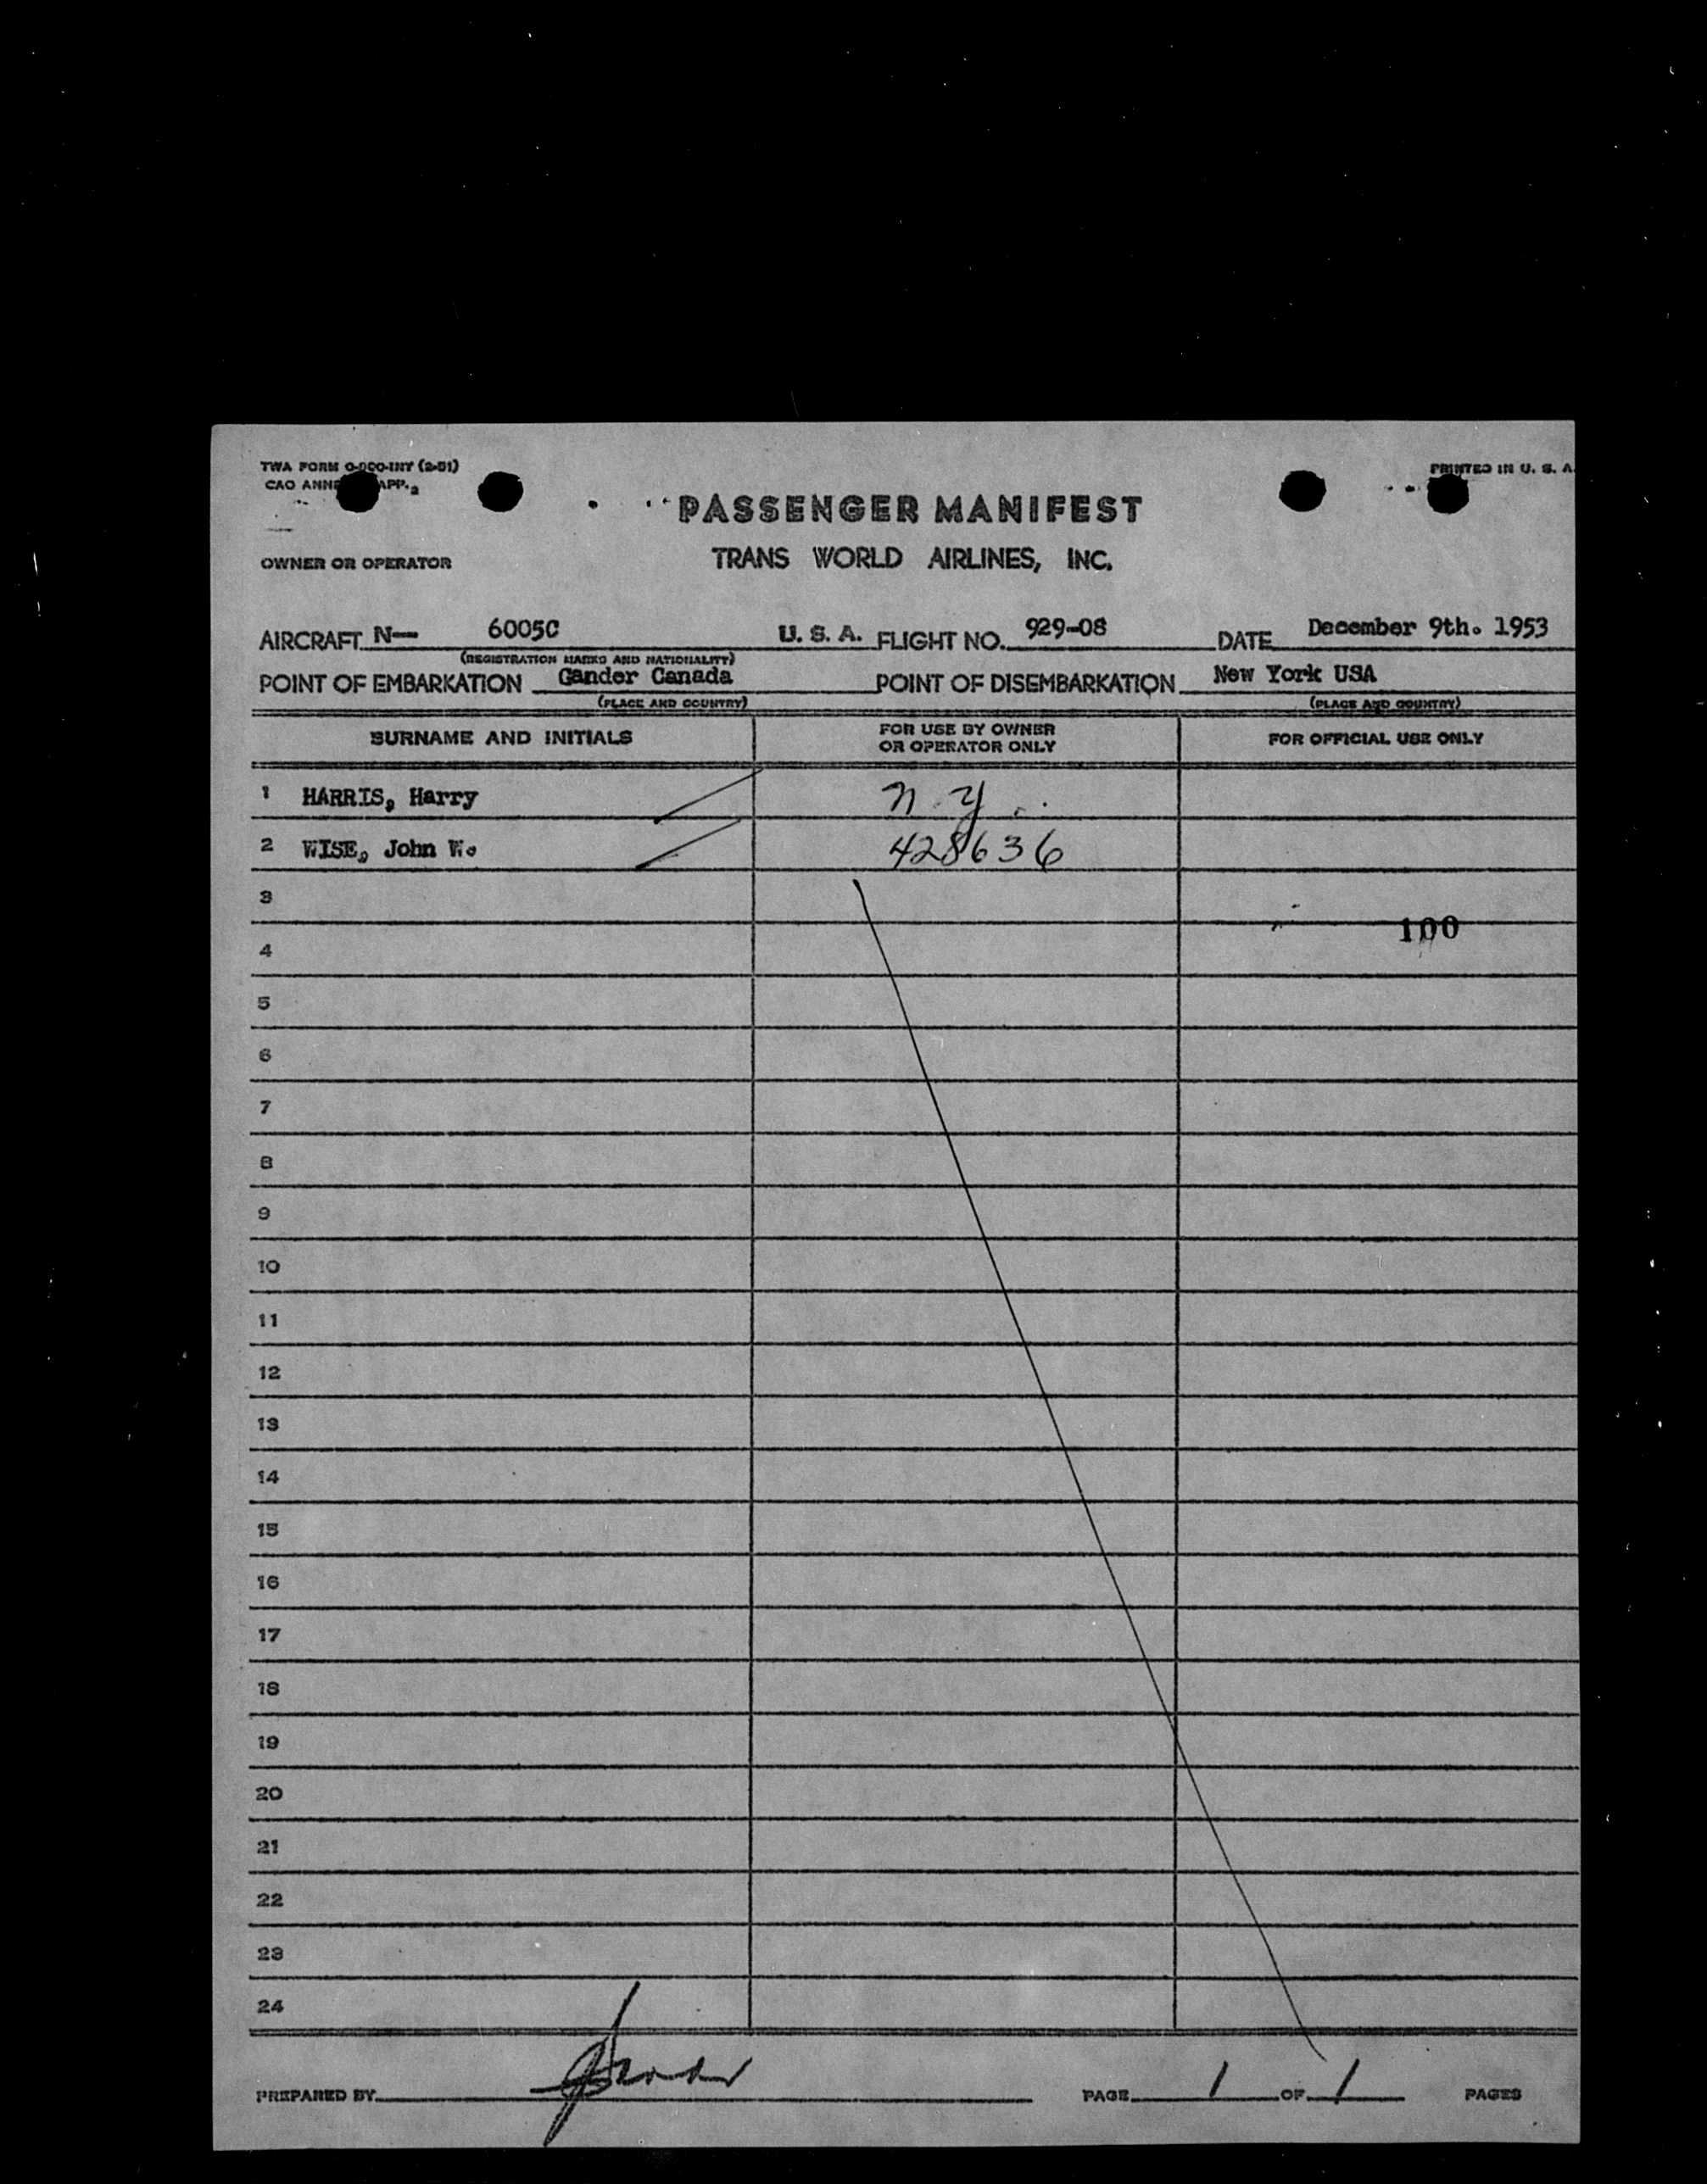 TWA FORM O-900-INT (2-51)
PRINTED IN U. S. A.
CAO ANNE APP. 2
PASSENGER MANIFEST
OWNER OR OPERATOR
TRANS WORLD AIRLINES, INC.
AIRCRAFT N— 6005C U. S. A. FLIGHT NO. 929-08 DATE December 9th. 1953
(REGISTRATION MARKS AND NATIONALITY)
POINT OF EMBARKATION Gander Canada POINT OF DISEMBARKATION New York USA
(PLACE AND COUNTRY) (PLACE AND COUNTRY)
SURNAME AND INITIALS FOR USE BY OWNER OR OPERATOR ONLY FOR OFFICIAL USE ONLY
1 HARRIS, Harry N.Y.
2 WISE, John W. 428636
3
100
4
5
6
7
8
9
10
11
12
13
14
15
16
17
18
19
20
21
22
23
24
PREPARED BY PAGE 1 OF 1 PAGES